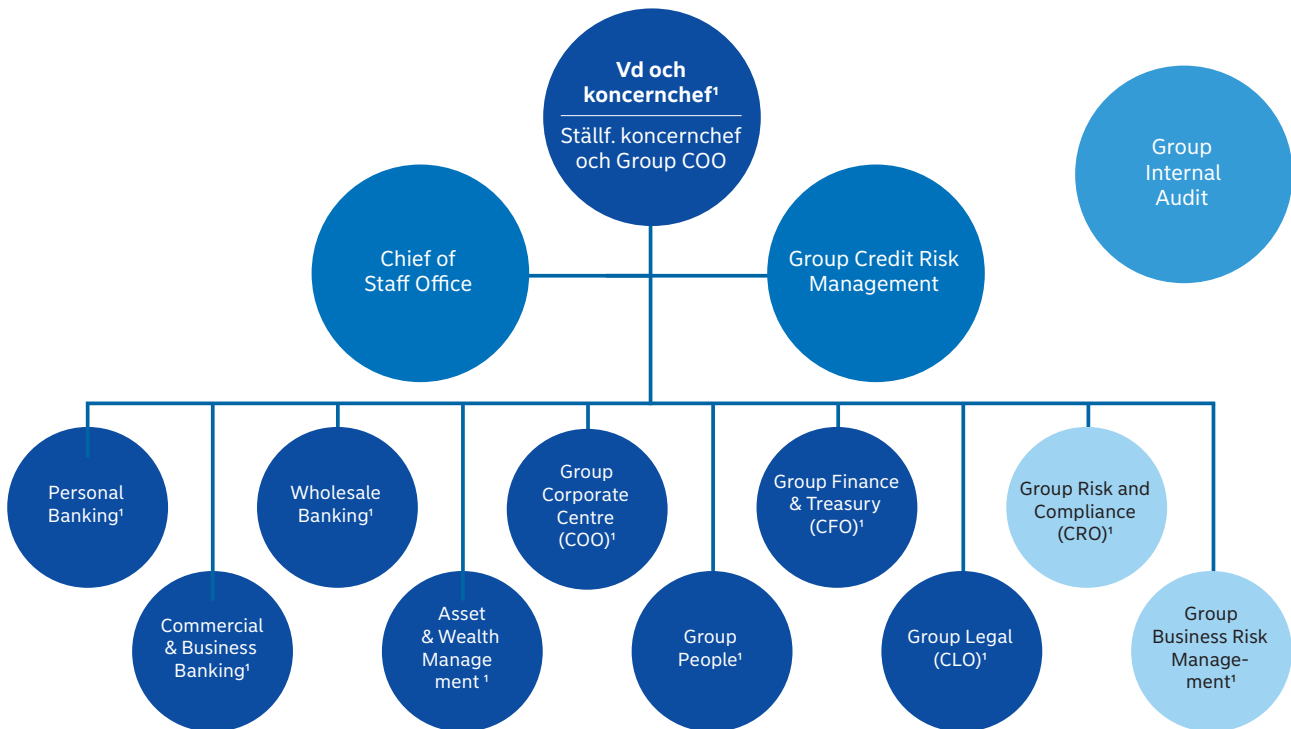 Vd och
koncernchef¹
Ställf. koncernchef
och Group COO
Group
Internal
Audit
Chief of
Staff Office
Group Credit Risk
Management
Personal
Banking¹
Wholesale
Banking¹
Group
Corporate
Centre
(COO)¹
Group Finance
& Treasury
(CFO)¹
Group Risk and
Compliance
(CRO)¹
Commercial
& Business
Banking¹
Asset
& Wealth
Manage
ment ¹
Group
People¹
Group Legal
(CLO)¹
Group
Business Risk
Manage-
ment¹